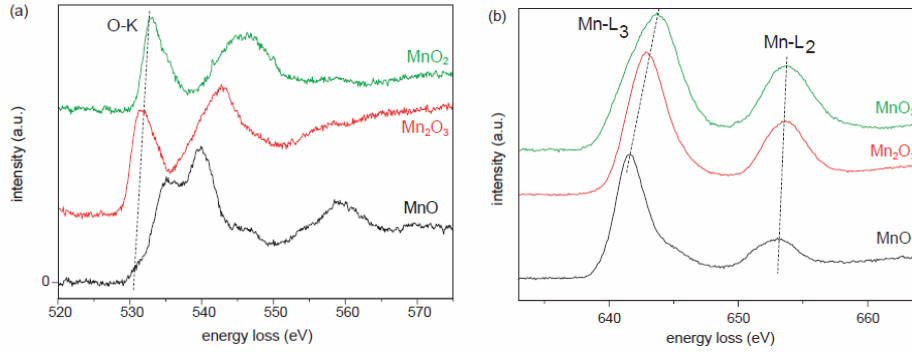 (a)
O-K
MnO₂
Mn₂O₃
MnO
intensity (a.u.)
0
520 530 540 550 560 570
energy loss (eV)
(b)
Mn-L₃
Mn-L₂
MnO
Mn₂O
MnO
intensity (a.u.)
640 650 660
energy loss (eV)